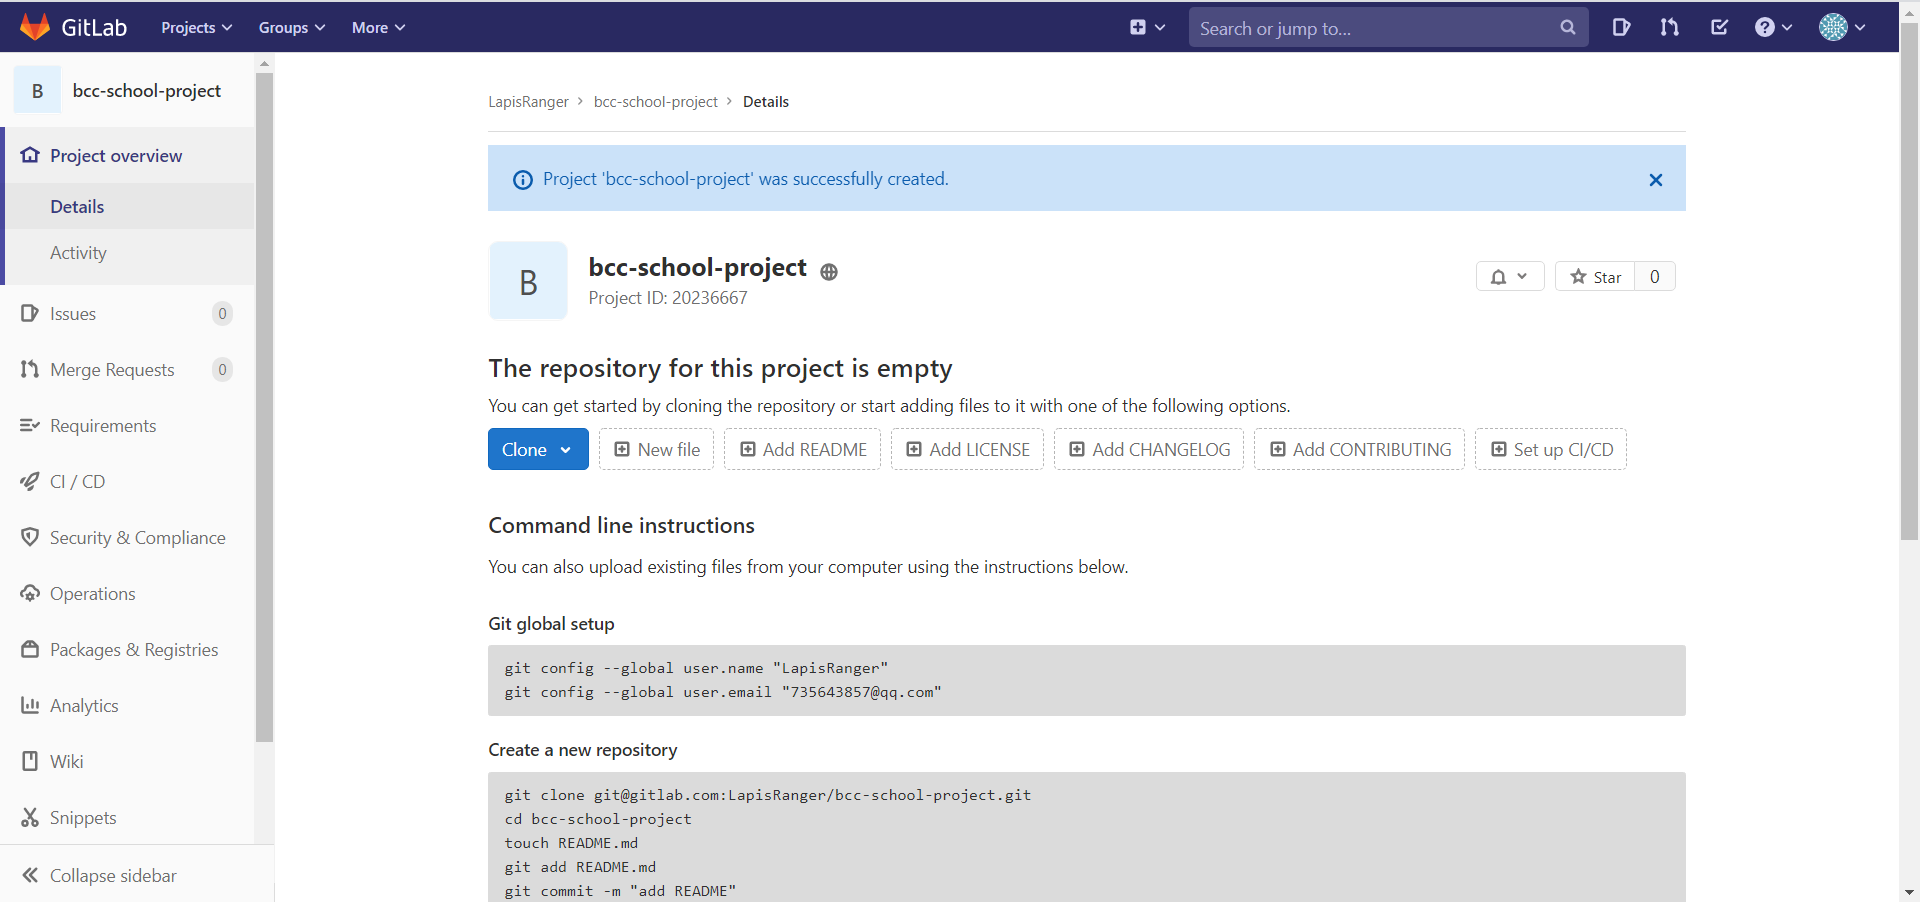 GitLab Projects Groups More Search or jump to...
B bcc-school-project
Project overview
Details
Activity
Issues 0
Merge Requests 0
Requirements
CI / CD
Security & Compliance
Operations
Packages & Registries
Analytics
Wiki
Snippets
Collapse sidebar
LapisRanger > bcc-school-project > Details
Project 'bcc-school-project' was successfully created.
B
bcc-school-project
Project ID: 20236667
Star 0
The repository for this project is empty
You can get started by cloning the repository or start adding files to it with one of the following options.
Clone New file Add README Add LICENSE Add CHANGELOG Add CONTRIBUTING Set up CI/CD
Command line instructions
You can also upload existing files from your computer using the instructions below.
Git global setup
git config --global user.name "LapisRanger"
git config --global user.email "735643857@qq.com"
Create a new repository
git clone git@gitlab.com:LapisRanger/bcc-school-project.git
cd bcc-school-project
touch README.md
git add README.md
git commit -m "add README"